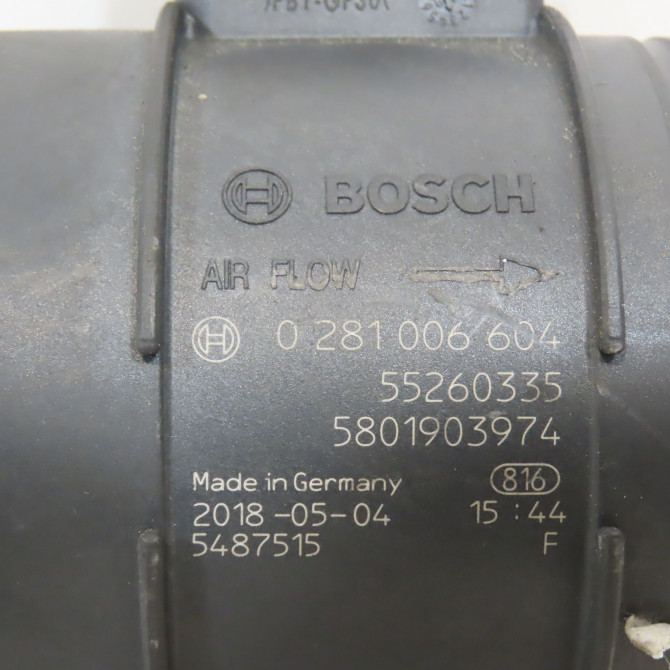 BOSCH
AIR FLOW
0 281 006 604
55260335
5801903974
Made in Germany 816
2018-05-04 15:44
5487515 F